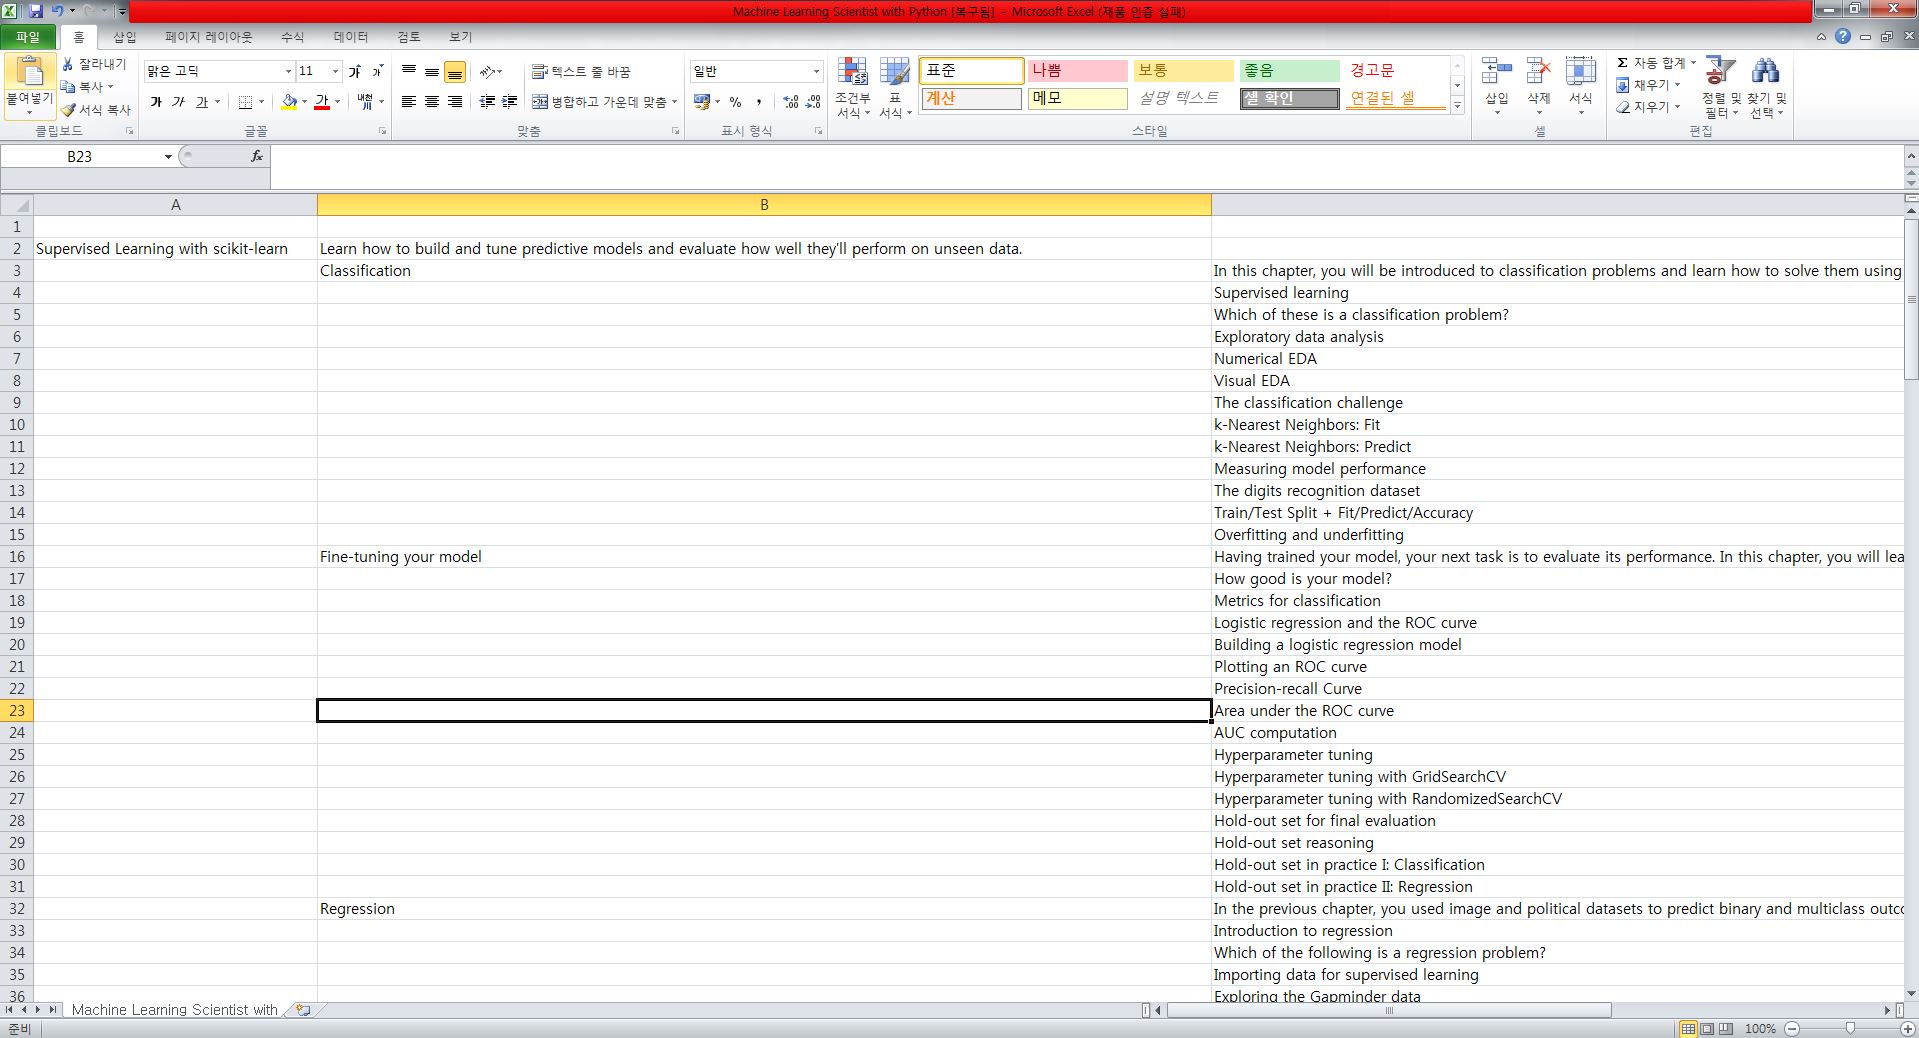 Machine Learning Scientist with Python [복구됨] - Microsoft Excel (제품 인증 실패)
파일 홈 삽입 페이지 레이아웃 수식 데이터 검토 보기
붙여넣기
잘라내기
복사
서식 복사
클립보드
맑은 고딕 11
가 가 가
글꼴
텍스트 줄 바꿈
병합하고 가운데 맞춤
맞춤
일반
표시 형식
조건부 서식
표 서식
표준 나쁨 보통 좋음 경고문
계산 메모 설명 텍스트 셀 확인 연결된 셀
스타일
삽입 삭제 서식
셀
Σ 자동 합계
채우기
지우기
정렬 및 필터
찾기 및 선택
편집
B23 fx
A B
1
2 Supervised Learning with scikit-learn Learn how to build and tune predictive models and evaluate how well they'll perform on unseen data.
3 Classification In this chapter, you will be introduced to classification problems and learn how to solve them using
4 Supervised learning
5 Which of these is a classification problem?
6 Exploratory data analysis
7 Numerical EDA
8 Visual EDA
9 The classification challenge
10 k-Nearest Neighbors: Fit
11 k-Nearest Neighbors: Predict
12 Measuring model performance
13 The digits recognition dataset
14 Train/Test Split + Fit/Predict/Accuracy
15 Overfitting and underfitting
16 Fine-tuning your model Having trained your model, your next task is to evaluate its performance. In this chapter, you will lea
17 How good is your model?
18 Metrics for classification
19 Logistic regression and the ROC curve
20 Building a logistic regression model
21 Plotting an ROC curve
22 Precision-recall Curve
23 Area under the ROC curve
24 AUC computation
25 Hyperparameter tuning
26 Hyperparameter tuning with GridSearchCV
27 Hyperparameter tuning with RandomizedSearchCV
28 Hold-out set for final evaluation
29 Hold-out set reasoning
30 Hold-out set in practice I: Classification
31 Hold-out set in practice II: Regression
32 Regression In the previous chapter, you used image and political datasets to predict binary and multiclass outco
33 Introduction to regression
34 Which of the following is a regression problem?
35 Importing data for supervised learning
36 Exploring the Gapminder data
Machine Learning Scientist with
준비 100%